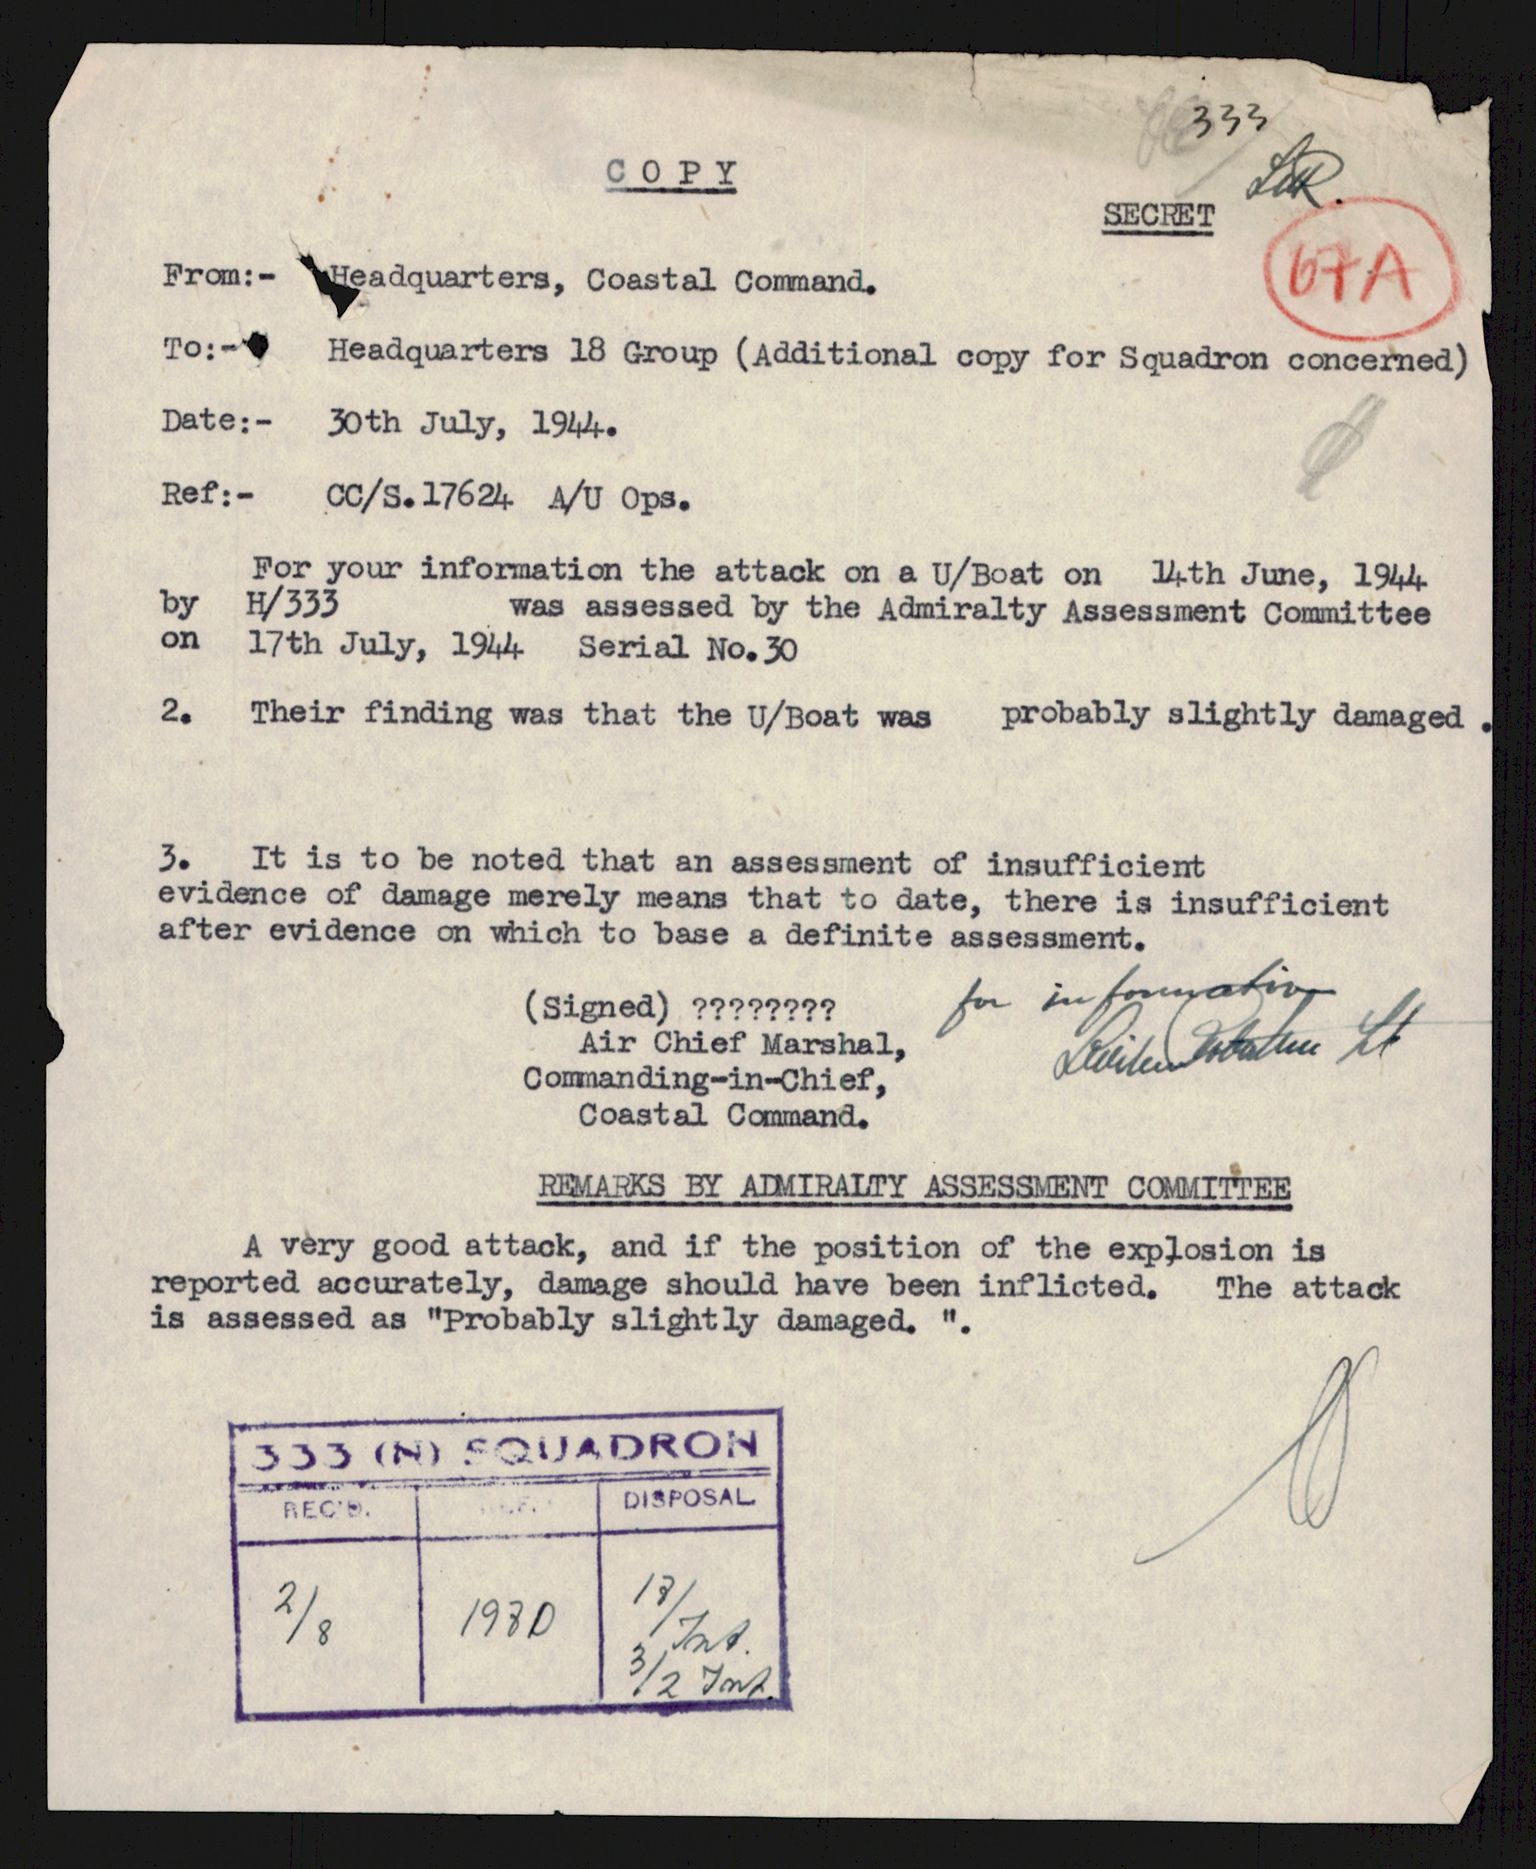 333
COPY
SECRET
67A
From:- Headquarters, Coastal Command.
To:- Headquarters 18 Group (Additional copy for Squadron concerned)
Date:- 30th July, 1944.
Ref:- CC/S.17624 A/U Ops.
For your information the attack on a U/Boat on 14th June, 1944
by H/333 was assessed by the Admiralty Assessment Committee
on 17th July, 1944 Serial No.30
2. Their finding was that the U/Boat was probably slightly damaged .
3. It is to be noted that an assessment of insufficient
evidence of damage merely means that to date, there is insufficient
after evidence on which to base a definite assessment.
(Signed) ????????
Air Chief Marshal,
Commanding-in-Chief,
Coastal Command.
for information
Lt
REMARKS BY ADMIRALTY ASSESSMENT COMMITTEE
A very good attack, and if the position of the explosion is
reported accurately, damage should have been inflicted. The attack
is assessed as "Probably slightly damaged. ".
333 (N) SQUADRON
REC'D. REF. DISPOSAL
2/8 198D 18/Int.
3/2 Int.